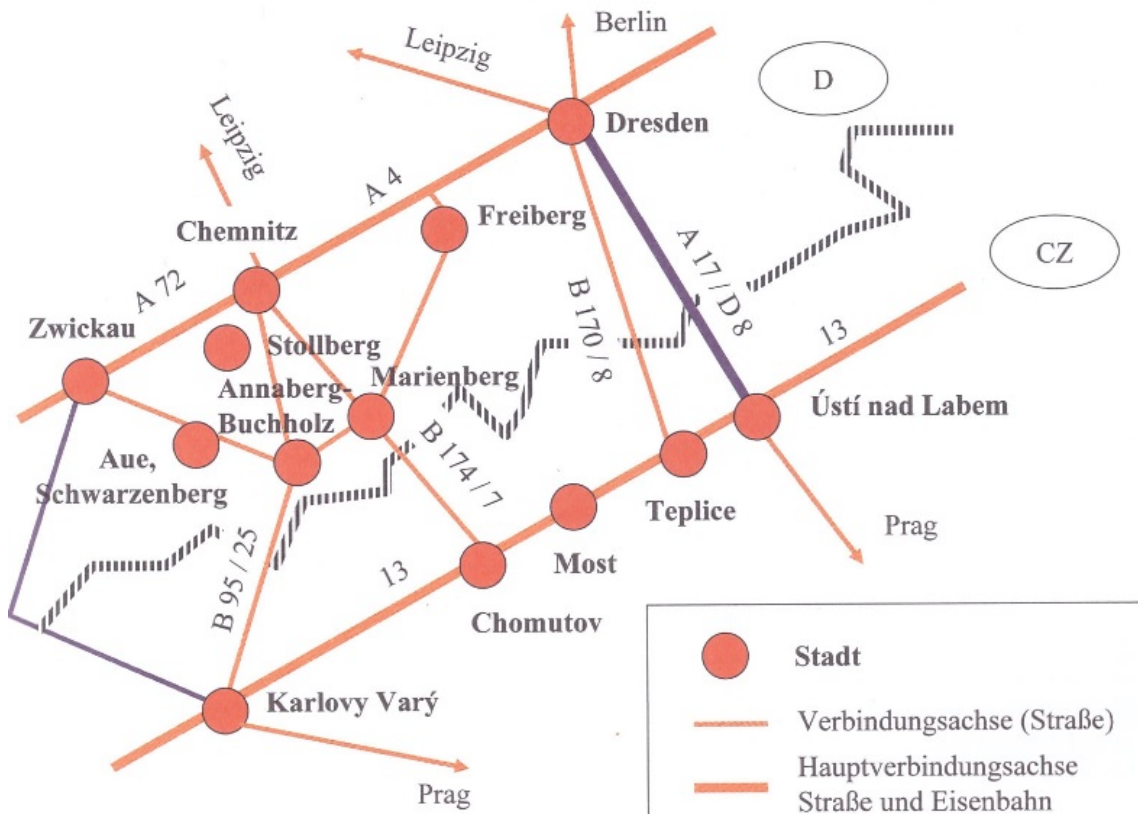 Berlin
Leipzig
D
Dresden
Leipzig
A 4
Freiberg
Chemnitz
A 17 / D 8
CZ
A 72
B 170 / 8
13
Zwickau
Stollberg
Annaberg-
Buchholz
Marienberg
Ústí nad Labem
B 174 / 7
Aue,
Schwarzenberg
Teplice
Prag
B 95 / 25
13
Most
Chomutov
Karlovy Varý
Prag
Stadt
Verbindungsachse (Straße)
Hauptverbindungsachse
Straße und Eisenbahn